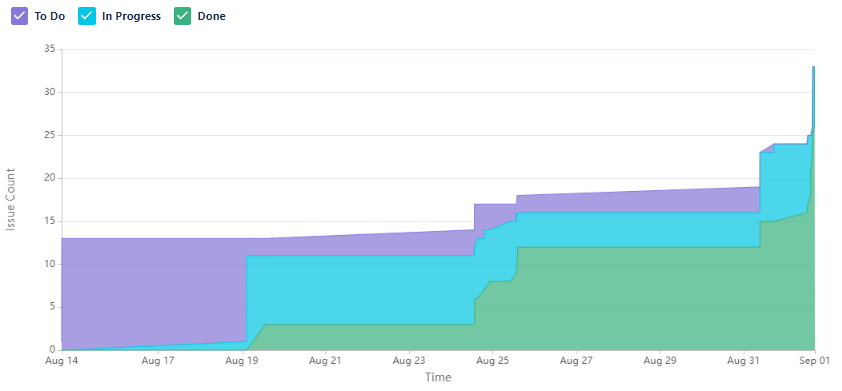 To Do In Progress Done
35
30
25
20
15
10
5
0
Issue Count
Aug 14 Aug 17 Aug 19 Aug 21 Aug 23 Aug 25 Aug 27 Aug 29 Aug 31 Sep 01
Time